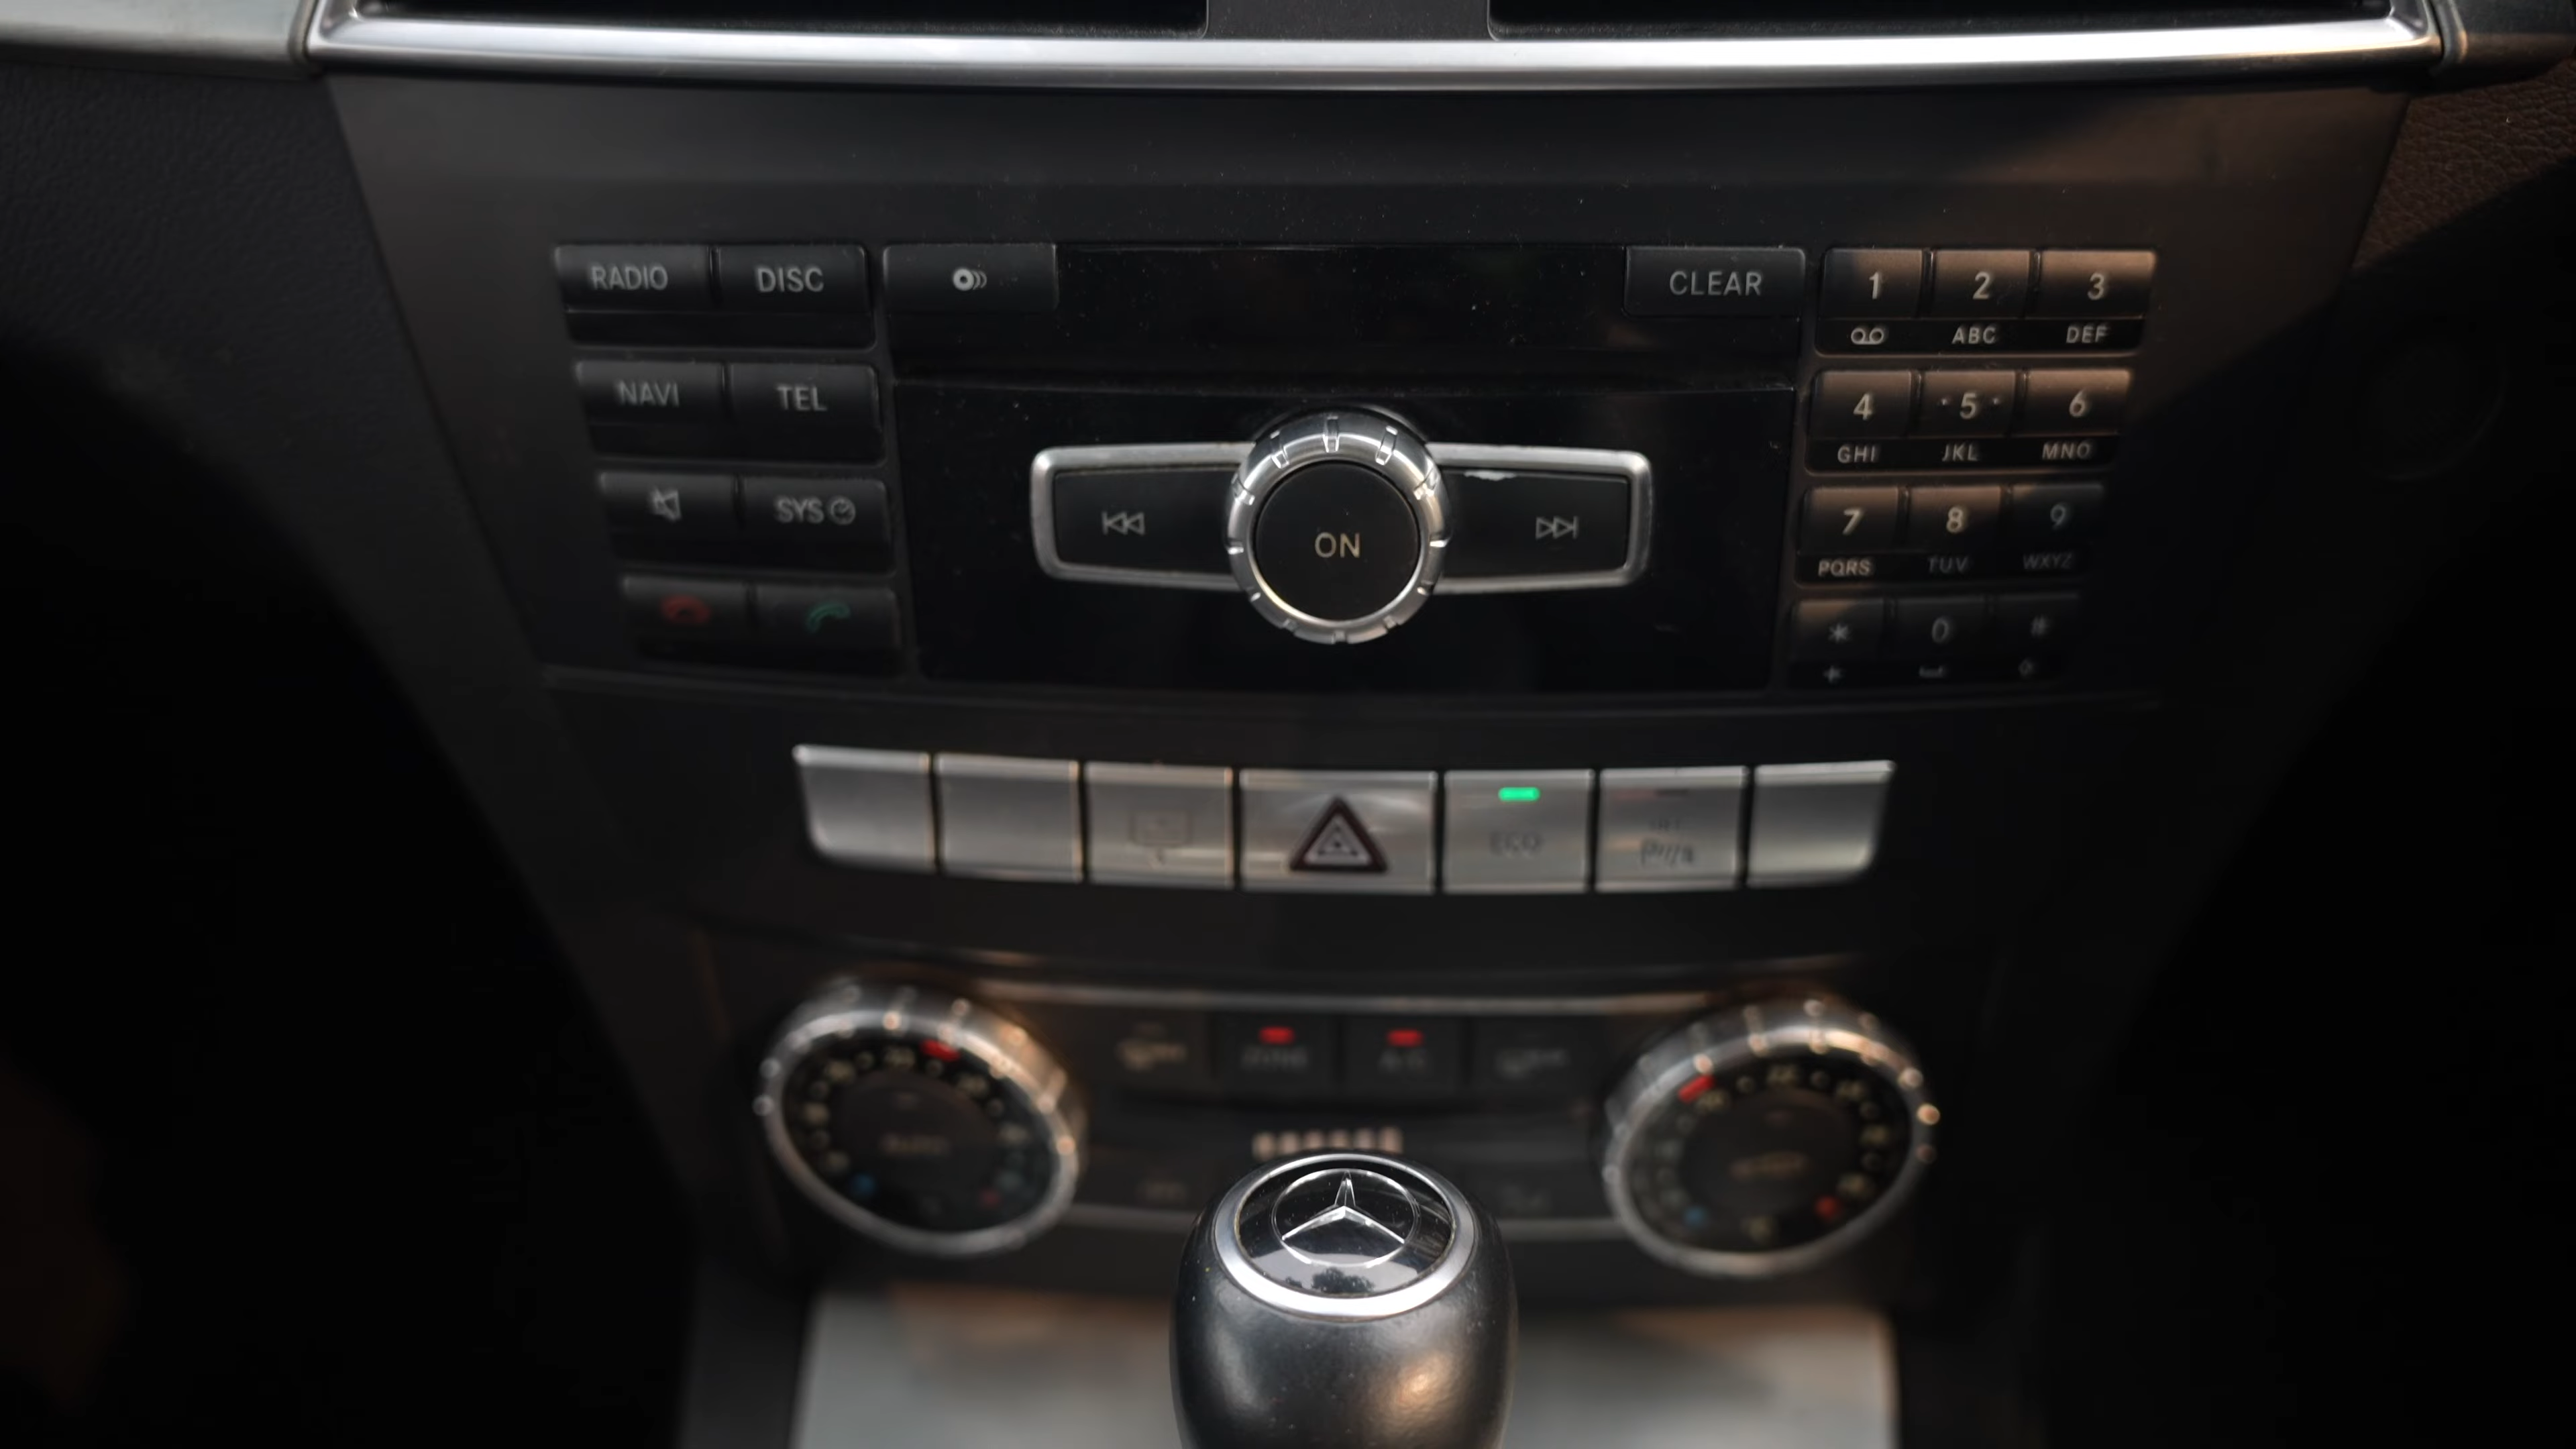 RADIO DISC CLEAR 1 2 3
ABC DEF
NAVI TEL 4 5 6
GHI JKL MNO
SYS ON 7 8 9
PQRS TUV WXYZ
* 0 #
ECO
ZONE A/C